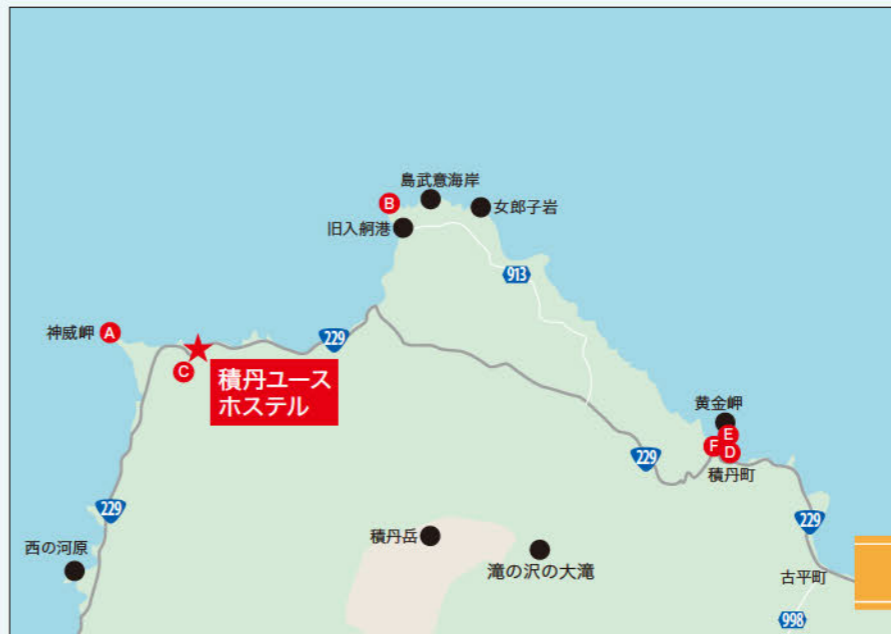 島武意海岸
B
女郎子岩
旧入舸港
913
神威岬
A
229
C
積丹ユース
ホステル
黄金岬
E
F
D
229
積丹町
229
229
西の河原
積丹岳
滝の沢の大滝
古平町
998